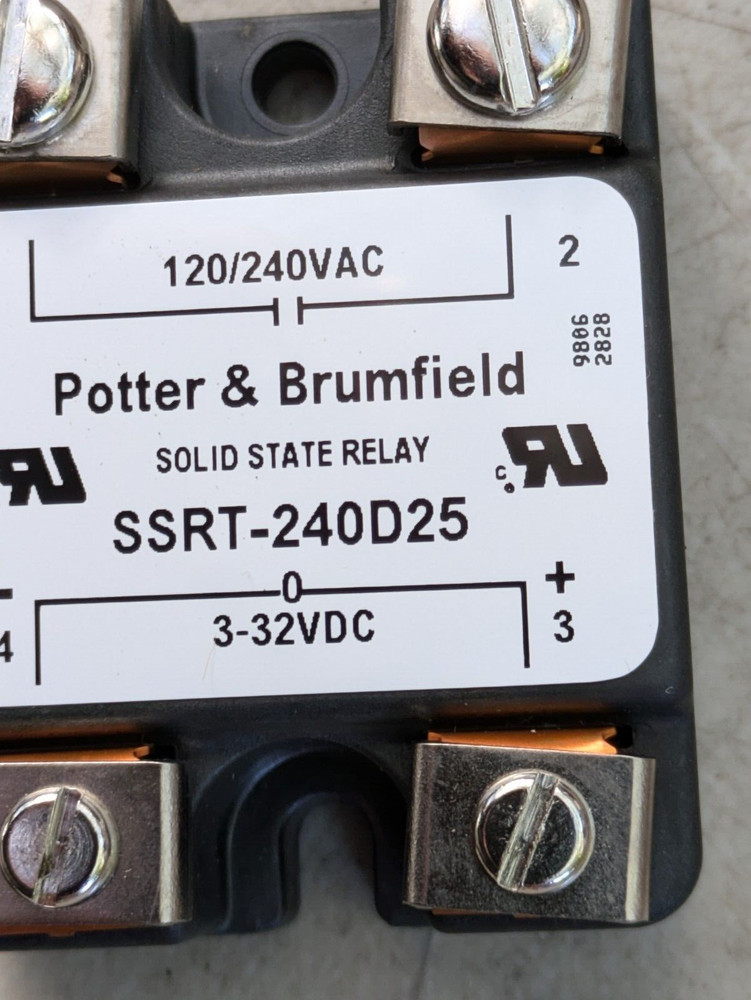 120/240VAC
2
9806
2828
Potter & Brumfield
SOLID STATE RELAY
SSRT-240D25
- +
4 3
3-32VDC